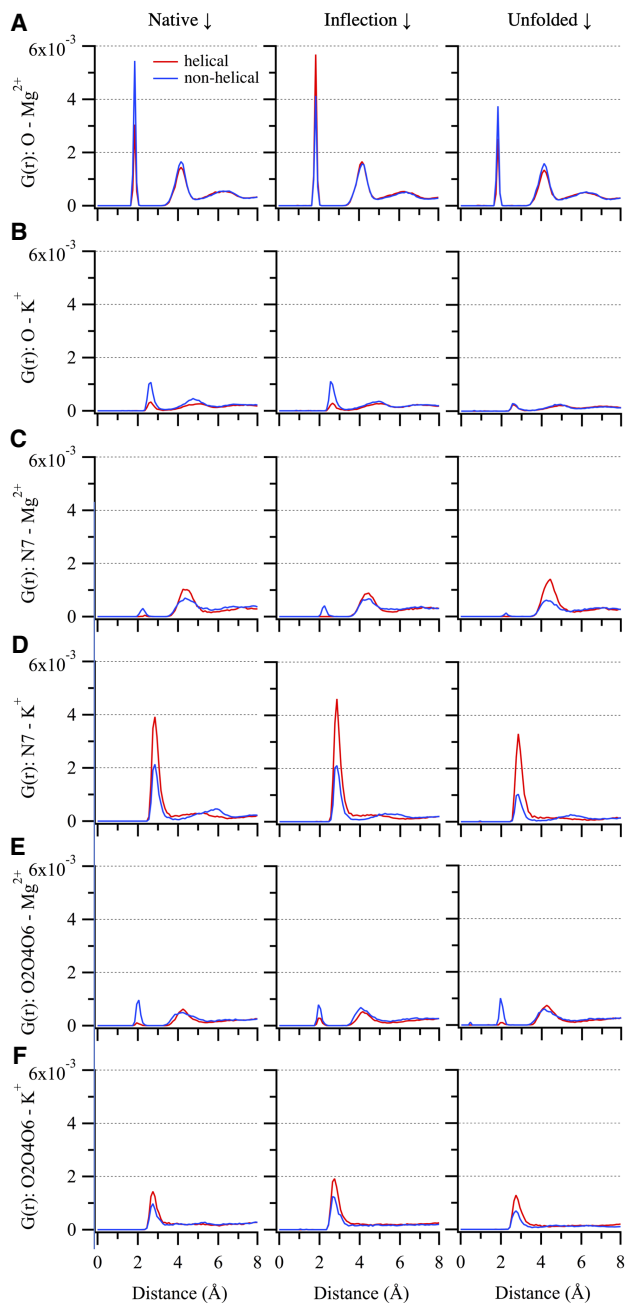 Native ↓ Inflection ↓ Unfolded ↓
A
G(r): O - Mg²⁺
6x10⁻³
4
2
0
helical
non-helical
B
G(r): O - K⁺
6x10⁻³
4
2
0
C
G(r): N7 - Mg²⁺
6x10⁻³
4
2
0
D
G(r): N7 - K⁺
6x10⁻³
4
2
0
E
G(r): O2O4O6 - Mg²⁺
6x10⁻³
4
2
0
F
G(r): O2O4O6 - K⁺
6x10⁻³
4
2
0
0 2 4 6 8 0 2 4 6 8 0 2 4 6 8
Distance (Å) Distance (Å) Distance (Å)